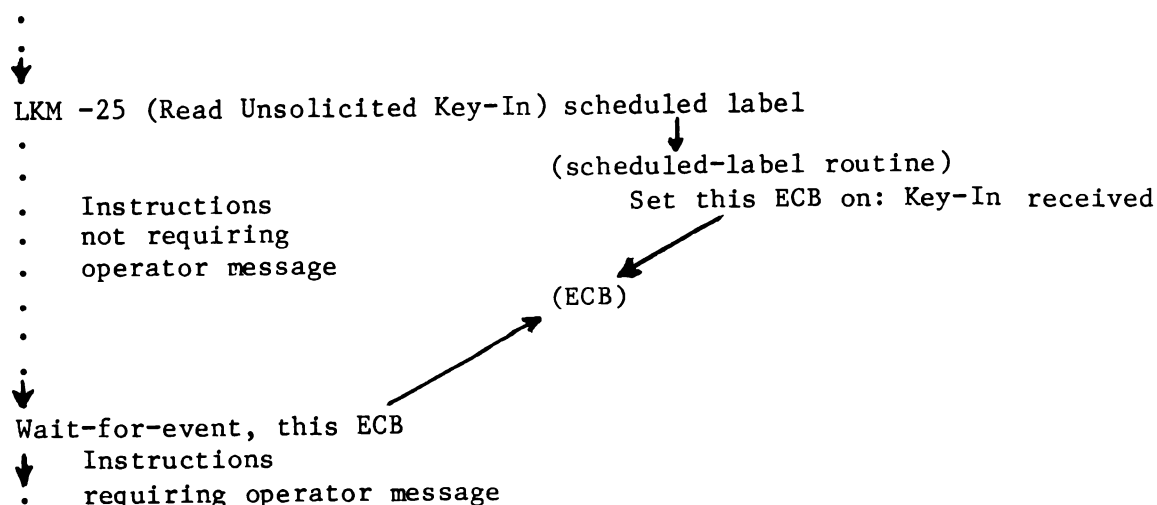 LKM -25 (Read Unsolicited Key-In) scheduled label
(scheduled-label routine)
Instructions Set this ECB on: Key-In received
not requiring
operator message
(ECB)
Wait-for-event, this ECB
Instructions
requiring operator message